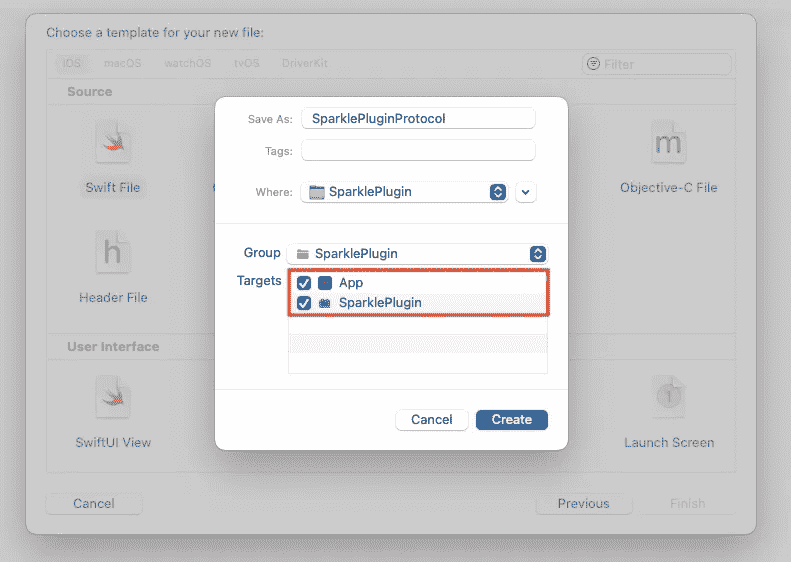 Choose a template for your new file:
iOS macOS watchOS tvOS DriverKit Filter
Source
Save As: SparklePluginProtocol
Tags:
Where: SparklePlugin
Swift File
Objective-C File
Group SparklePlugin
Targets App
SparklePlugin
h
m
Header File
User Interface
1
SwiftUI View
Launch Screen
Cancel Create
Cancel Previous Finish